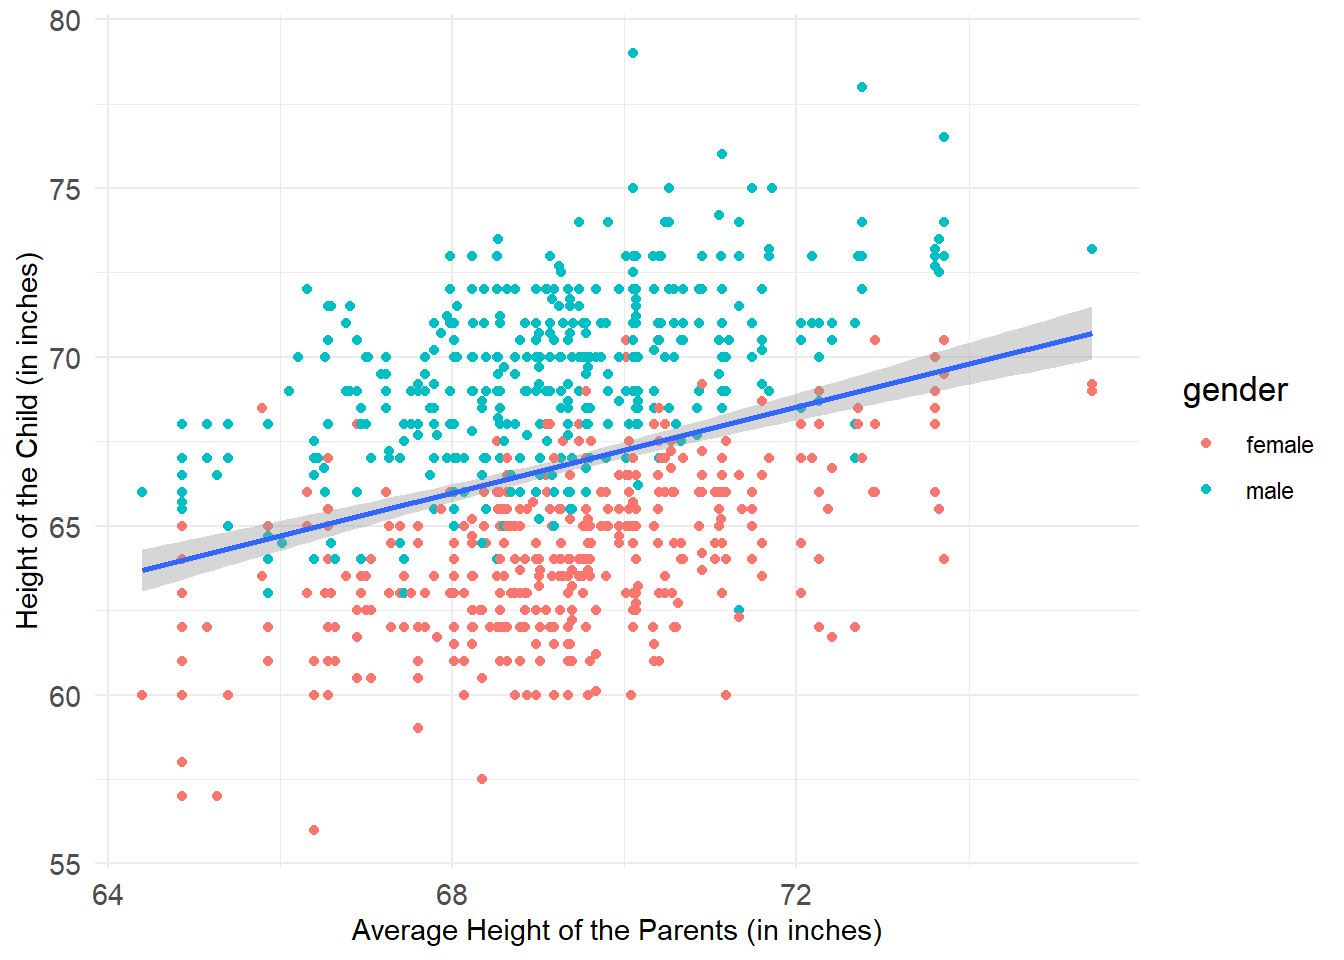 80
75
70
65
60
55
64
68
72
Height of the Child (in inches)
Average Height of the Parents (in inches)
gender
female
male